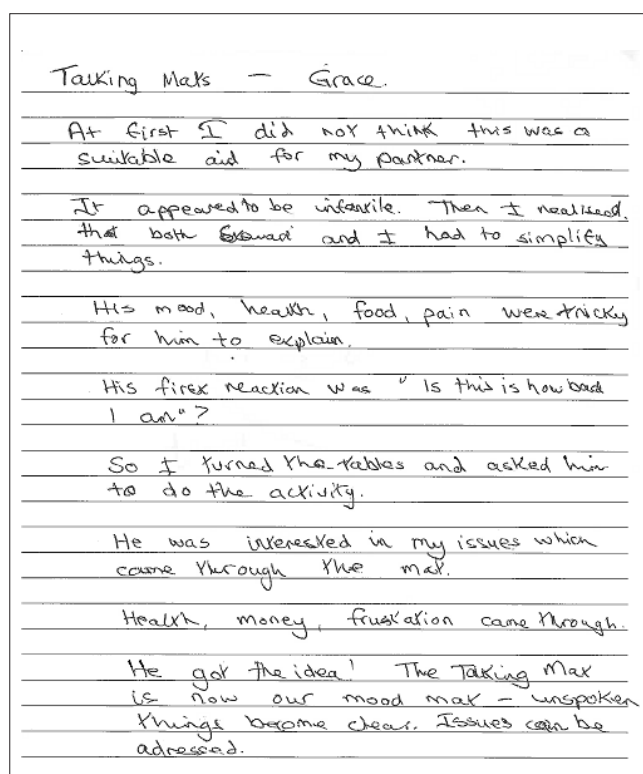 Talking Mats — Grace.
At first I did not think this was a
suitable aid for my partner.
It appeared to be infantile. Then I realised,
that both and I had to simplify
things.
His mood, health, food, pain were tricky
for him to explain.
His first reaction was " Is this is how bad
I am"?
So I turned the tables and asked him
to do the activity.
He was interested in my issues which
came through the mat.
Health, money, frustation came through.
He got the idea! The Taking Mat
is now our mood mat – unspoken
things become clear. Issues can be
adressed.